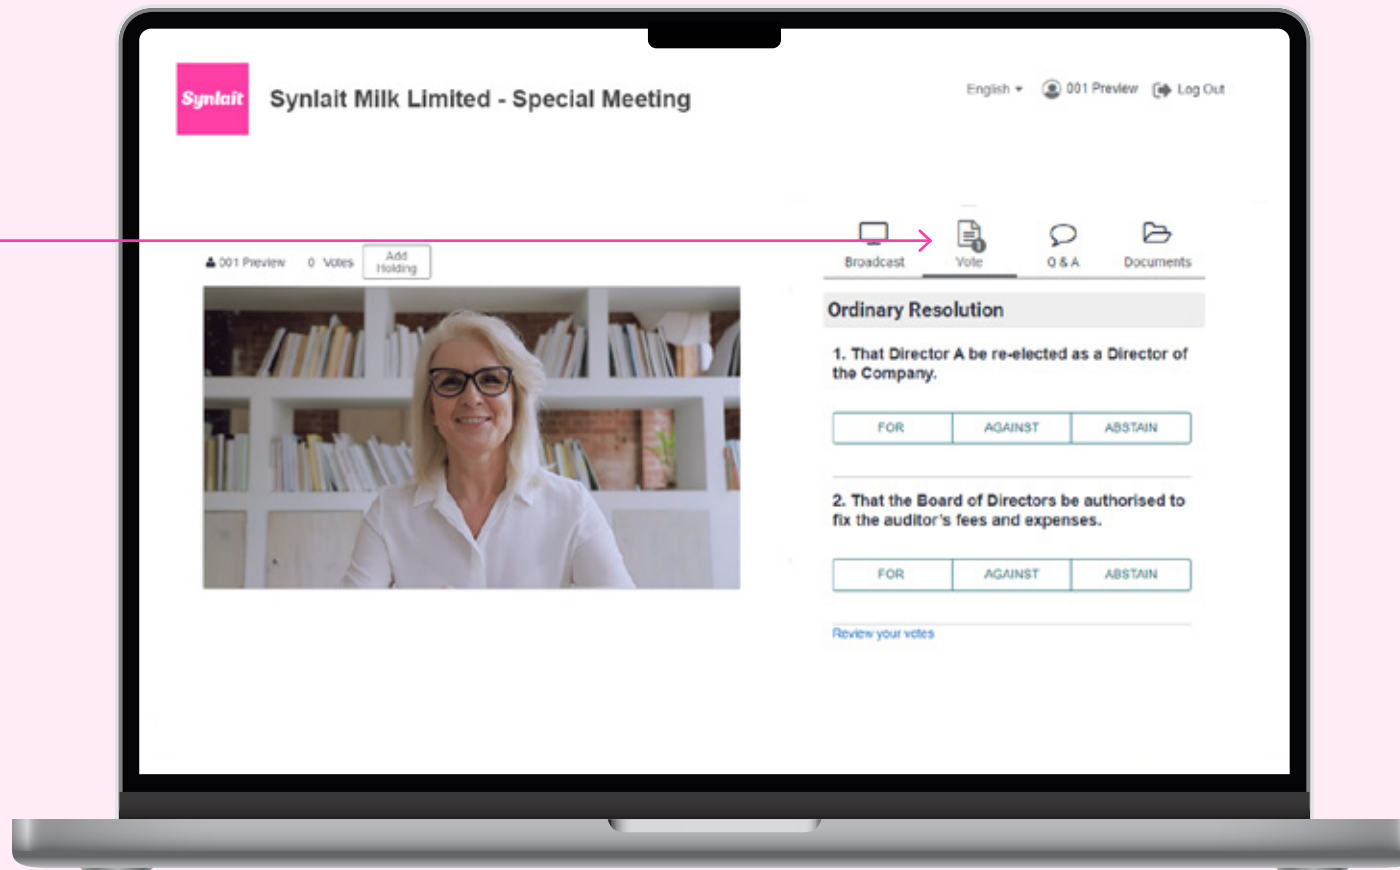 Synlait
Synlait Milk Limited - Special Meeting
English
001 Preview
Log Out
001 Preview
0 Votes
Add
Holding
Broadcast
Vote
1
Q & A
Documents
Ordinary Resolution
1. That Director A be re-elected as a Director of
the Company.
FOR
AGAINST
ABSTAIN
2. That the Board of Directors be authorised to
fix the auditor's fees and expenses.
FOR
AGAINST
ABSTAIN
Review your votes